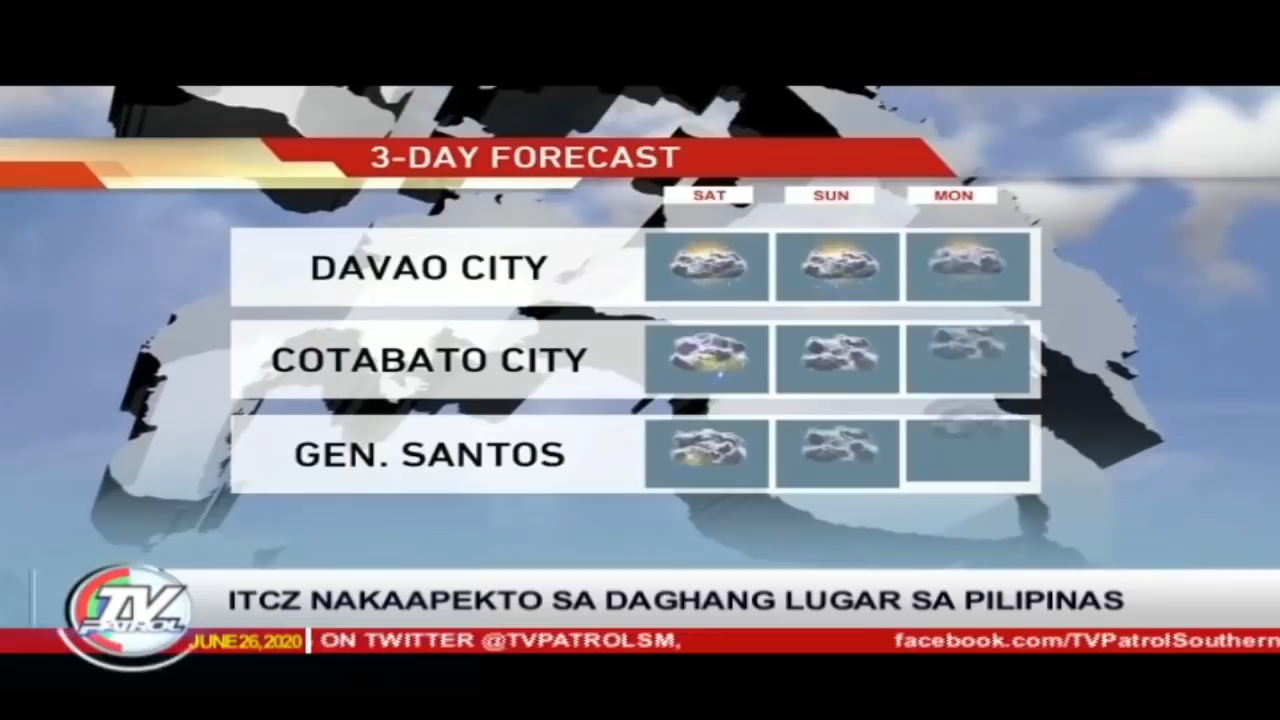 3-DAY FORECAST
SAT SUN MON
DAVAO CITY
COTABATO CITY
GEN. SANTOS
TV PATROL
ITCZ NAKAAPEKTO SA DAGHANG LUGAR SA PILIPINAS
JUNE 26, 2020 ON TWITTER @TVPATROLSM, facebook.com/TVPatrolSouthern